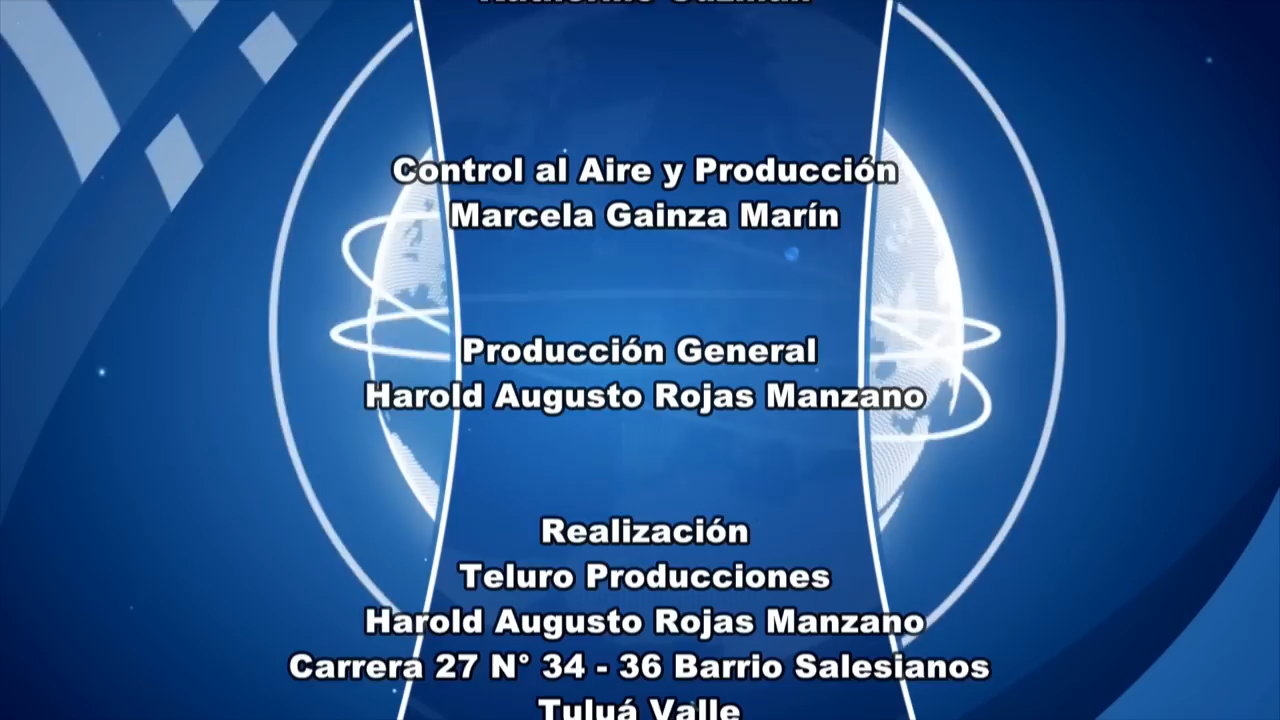 Control al Aire y Producción
Marcela Gainza Marín
Producción General
Harold Augusto Rojas Manzano
Realización
Teluro Producciones
Harold Augusto Rojas Manzano
Carrera 27 N° 34 - 36 Barrio Salesianos
Tuluá Valle